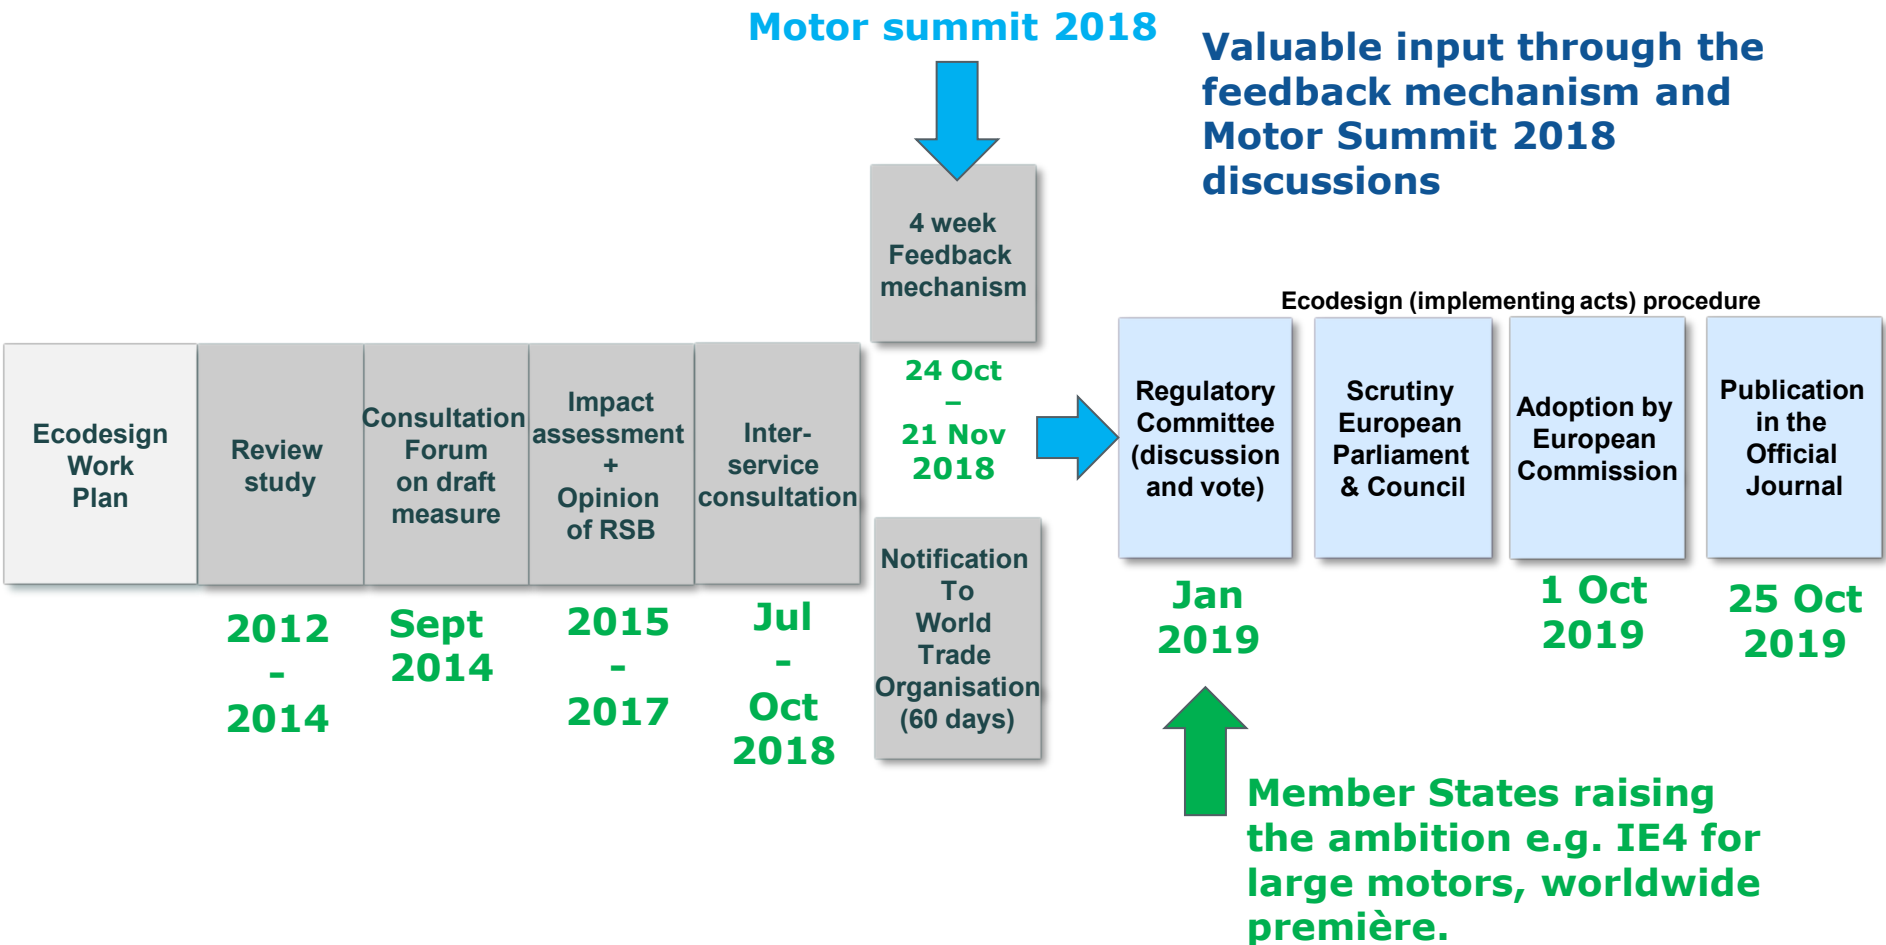 Motor summit 2018
Valuable input through the
feedback mechanism and
Motor Summit 2018
discussions
4 week
Feedback
mechanism
24 Oct
–
21 Nov
2018
Ecodesign (implementing acts) procedure
Ecodesign
Work
Plan
Review
study
Consultation
Forum
on draft
measure
Impact
assessment
+
Opinion
of RSB
Inter-
service
consultation
Notification
To
World
Trade
Organisation
(60 days)
Regulatory
Committee
(discussion
and vote)
Scrutiny
European
Parliament
& Council
Adoption by
European
Commission
Publication
in the
Official
Journal
2012
-
2014
Sept
2014
2015
-
2017
Jul
-
Oct
2018
Jan
2019
1 Oct
2019
25 Oct
2019
Member States raising
the ambition e.g. IE4 for
large motors, worldwide
première.